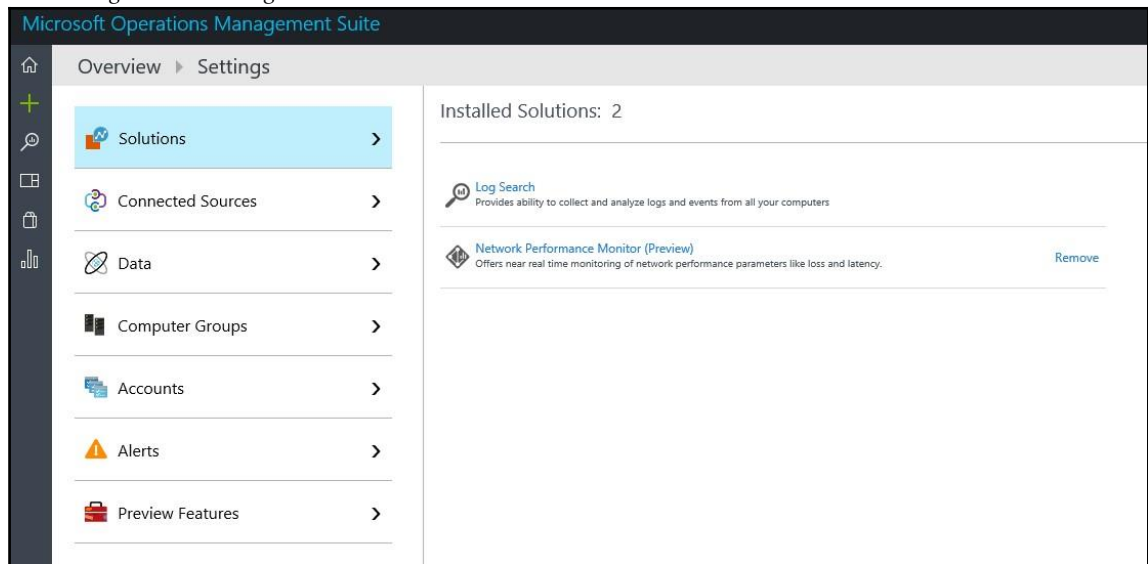 Microsoft Operations Management Suite
Overview Settings
Solutions
Connected Sources
Data
Computer Groups
Accounts
Alerts
Preview Features
Installed Solutions: 2
Log Search
Provides ability to collect and analyze logs and events from all your computers
Network Performance Monitor (Preview)
Offers near real time monitoring of network performance parameters like loss and latency.
Remove